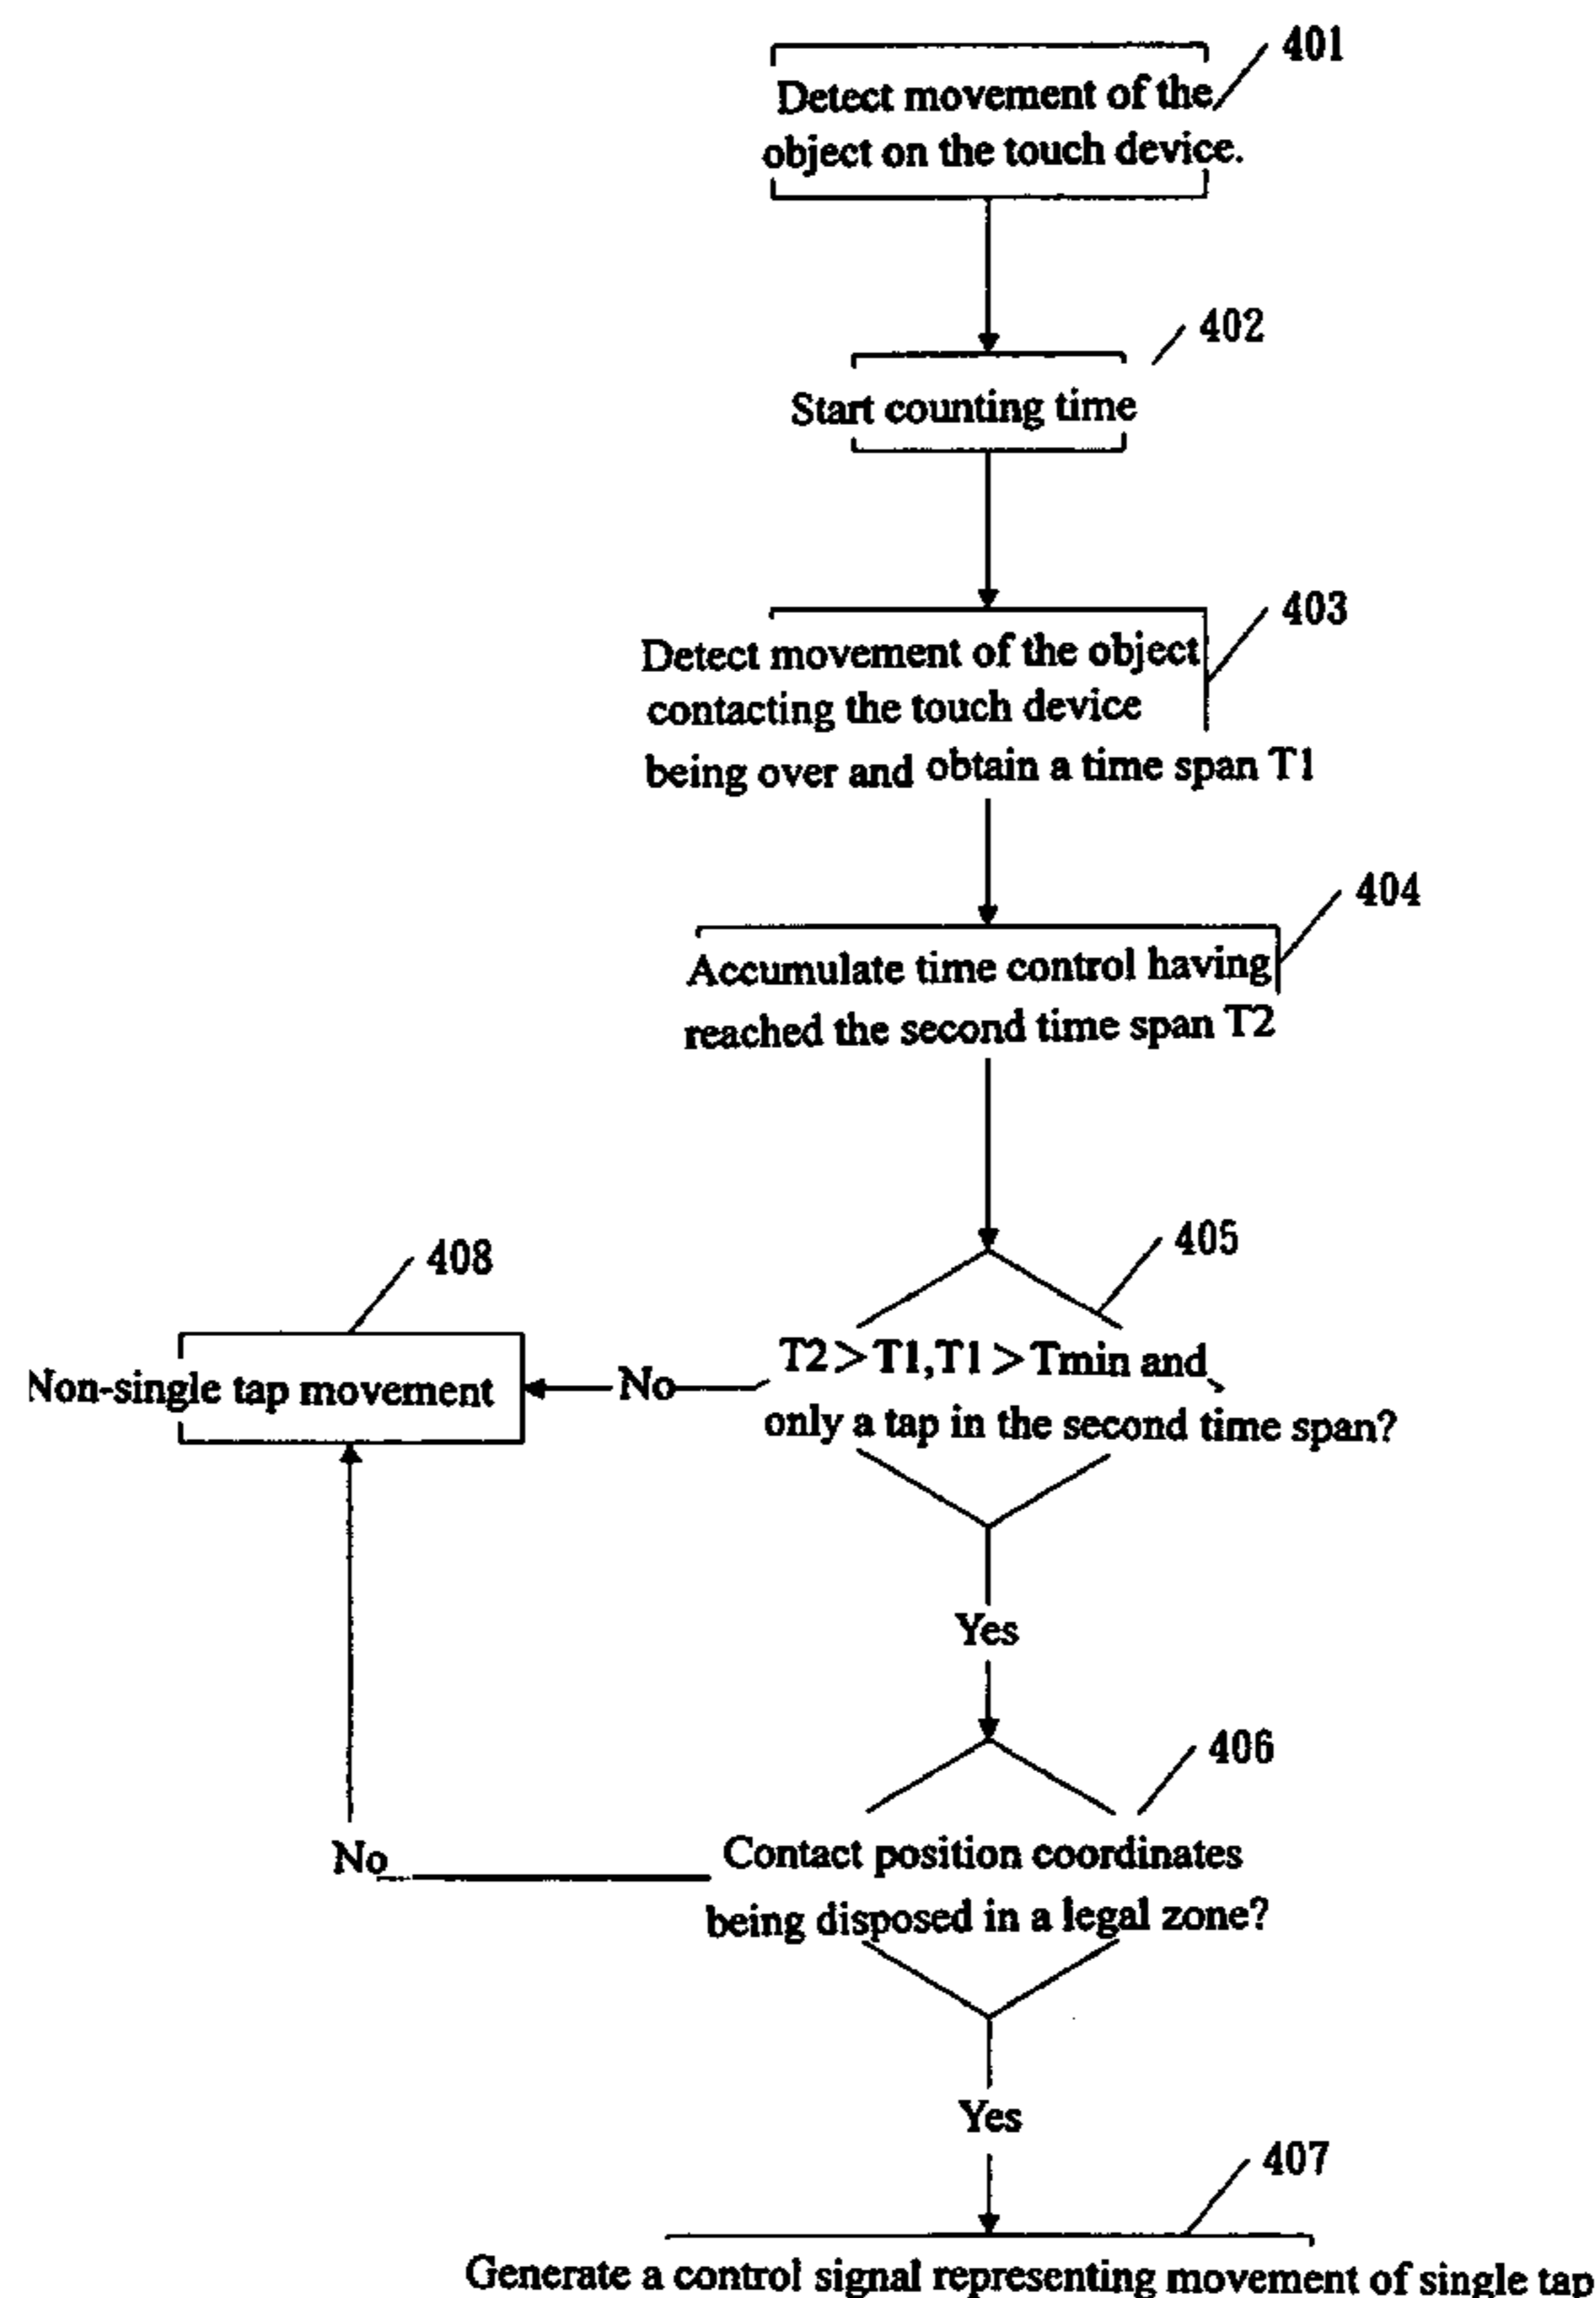 401
Detect movement of the
object on the touch device.
402
Start counting time
403
Detect movement of the object
contacting the touch device
being over and obtain a time span T1
404
Accumulate time control having
reached the second time span T2
405
408
T2>T1,T1>Tmin and
Non-single tap movement
No
only a tap in the second time span?
Yes
406
Contact position coordinates
No
being disposed in a legal zone?
Yes
407
Generate a control signal representing movement of single tap